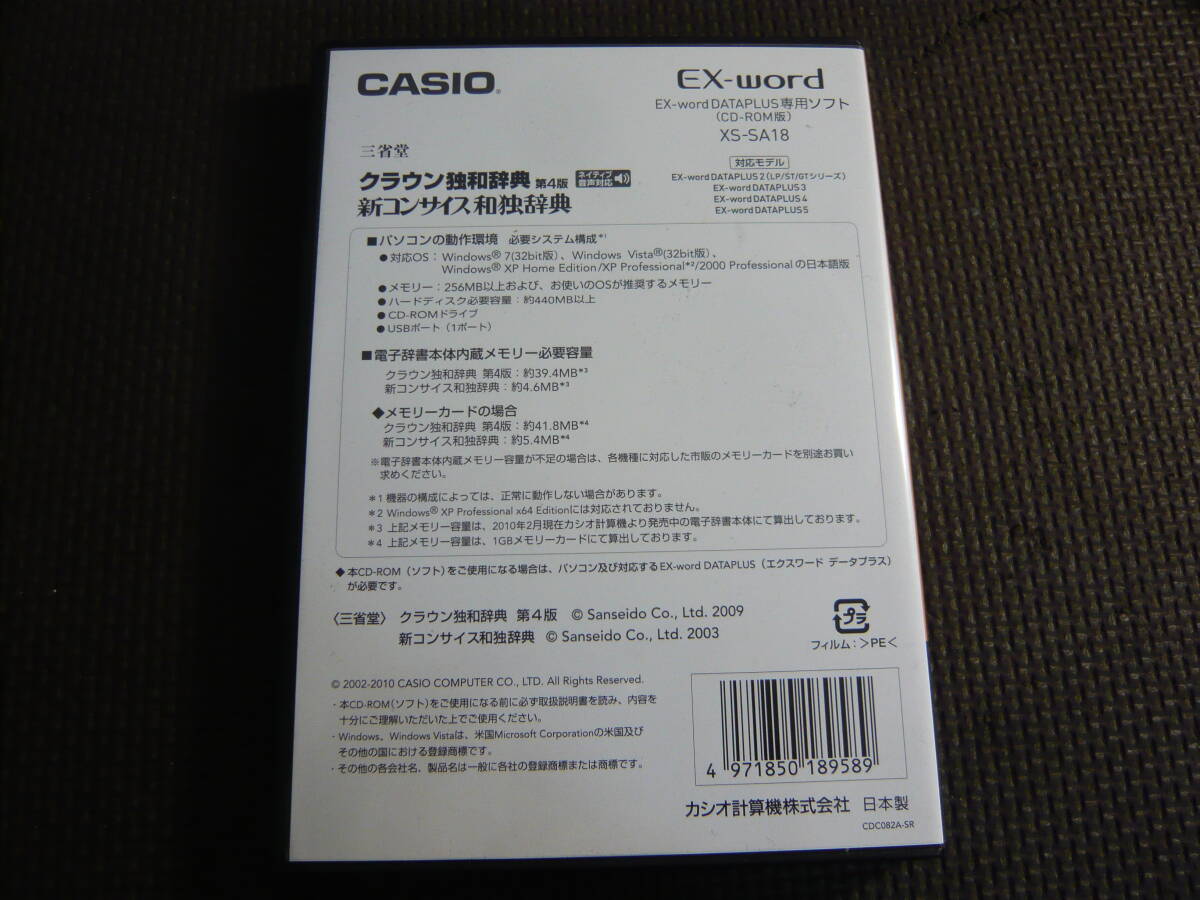 CASIO®
EX-word
EX-word DATAPLUS専用ソフト
(CD-ROM版)
XS-SA18
三省堂
クラウン独和辞典 第4版 ネイティブ音声対応
新コンサイス和独辞典
対応モデル
EX-word DATAPLUS 2 (LP/ST/GTシリーズ)
EX-word DATAPLUS 3
EX-word DATAPLUS 4
EX-word DATAPLUS 5
■パソコンの動作環境 必要システム構成*1
●対応OS：Windows® 7(32bit版)、Windows Vista®(32bit版)、
Windows® XP Home Edition/XP Professional*2/2000 Professionalの日本語版
●メモリー：256MB以上および、お使いのOSが推奨するメモリー
●ハードディスク必要容量：約440MB以上
●CD-ROMドライブ
●USBポート（1ポート）
■電子辞書本体内蔵メモリー必要容量
クラウン独和辞典 第4版：約39.4MB*3
新コンサイス和独辞典：約4.6MB*3
◆メモリーカードの場合
クラウン独和辞典 第4版：約41.8MB*4
新コンサイス和独辞典：約5.4MB*4
※電子辞書本体内蔵メモリー容量が不足の場合は、各機種に対応した市販のメモリーカードを別途お買い
求めください。
*1 機器の構成によっては、正常に動作しない場合があります。
*2 Windows® XP Professional x64 Editionには対応されておりません。
*3 上記メモリー容量は、2010年2月現在カシオ計算機より発売中の電子辞書本体にて算出しております。
*4 上記メモリー容量は、1GBメモリーカードにて算出しております。
◆本CD-ROM（ソフト）をご使用になる場合は、パソコン及び対応するEX-word DATAPLUS（エクスワード データプラス）
が必要です。
〈三省堂〉 クラウン独和辞典 第4版 © Sanseido Co., Ltd. 2009
新コンサイス和独辞典 © Sanseido Co., Ltd. 2003
プラ
フィルム：>PE<
© 2002-2010 CASIO COMPUTER CO., LTD. All Rights Reserved.
・本CD-ROM（ソフト）をご使用になる前に必ず取扱説明書を読み、内容を
十分にご理解いただいた上でご使用ください。
・Windows、Windows Vistaは、米国Microsoft Corporationの米国及び
その他の国における登録商標です。
・その他の各会社名、製品名は一般に各社の登録商標または商標です。
4 971850 189589
カシオ計算機株式会社 日本製
CDC082A-SR